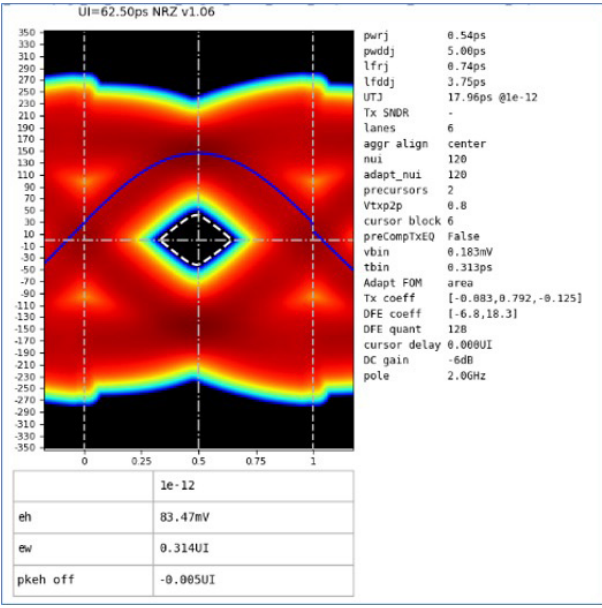 UI=62.50ps NRZ v1.06
350
330
310
290
270
250
230
210
190
170
150
130
110
90
70
50
30
10
-10
-30
-50
-70
-90
-110
-130
-150
-170
-190
-210
-230
-250
-270
-290
-310
-330
-350
0 0.25 0.5 0.75 1
pwrj 0.54ps
pwddj 5.00ps
lfrj 0.74ps
lfddj 3.75ps
UTJ 17.96ps @1e-12
Tx SNDR -
lanes 6
aggr align center
nui 120
adapt_nui 120
precursors 2
Vtxp2p 0.8
cursor block 6
preCompTxEQ False
vbin 0.183mV
tbin 0.313ps
Adapt FOM area
Tx coeff [-0.083,0.792,-0.125]
DFE coeff [-6.8,18.3]
DFE quant 128
cursor delay 0.000UI
DC gain -6dB
pole 2.0GHz
1e-12
eh 83.47mV
ew 0.314UI
pkeh off -0.005UI